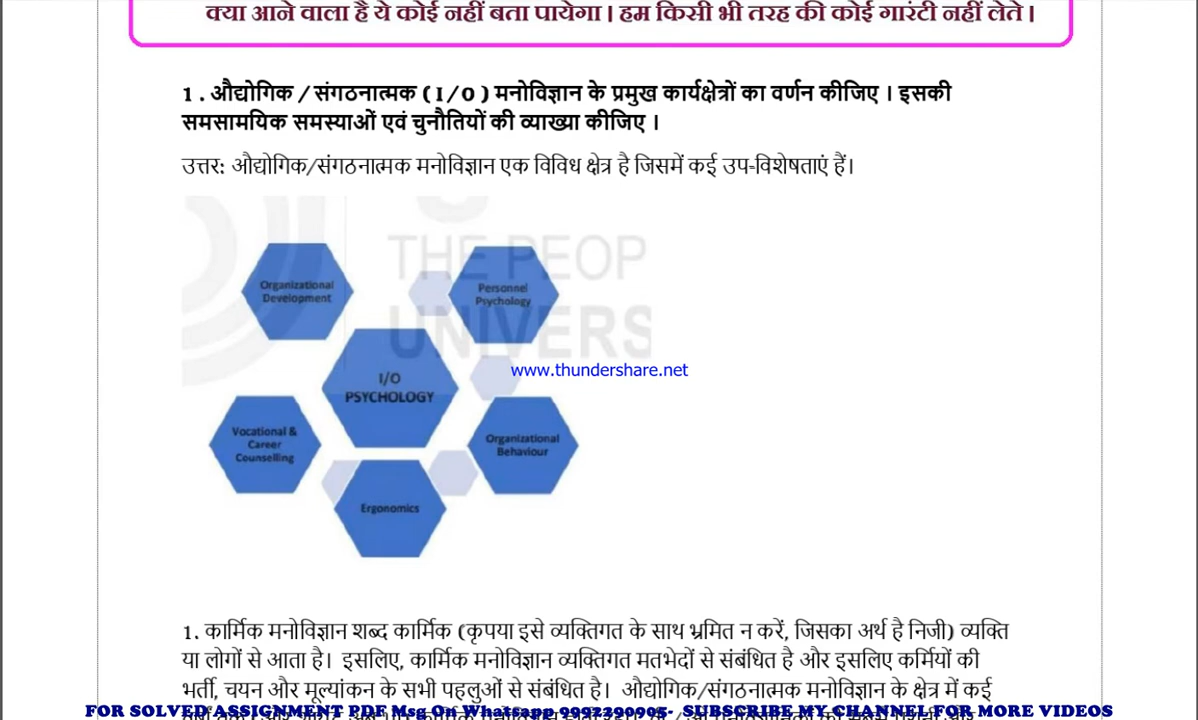 क्या आने वाला है ये कोई नहीं बता पायेगा। हम किसी भी तरह की कोई गारंटी नहीं लेते।
1 . औद्योगिक / संगठनात्मक ( I / O ) मनोविज्ञान के प्रमुख कार्यक्षेत्रों का वर्णन कीजिए । इसकी
समसामयिक समस्याओं एवं चुनौतियों की व्याख्या कीजिए ।
उत्तर: औद्योगिक/संगठनात्मक मनोविज्ञान एक विविध क्षेत्र है जिसमें कई उप-विशेषताएं हैं।
THE PEOP
UNIVERS
Organizational
Development
Personnel
Psychology
www.thundershare.net
I/O
PSYCHOLOGY
Vocational &
Career
Counselling
Organizational
Behaviour
Ergonomics
1. कार्मिक मनोविज्ञान शब्द कार्मिक (कृपया इसे व्यक्तिगत के साथ भ्रमित न करें, जिसका अर्थ है निजी) व्यक्ति
या लोगों से आता है। इसलिए, कार्मिक मनोविज्ञान व्यक्तिगत मतभेदों से संबंधित है और इसलिए कर्मियों की
भर्ती, चयन और मूल्यांकन के सभी पहलुओं से संबंधित है। औद्योगिक/संगठनात्मक मनोविज्ञान के क्षेत्र में कई
FOR SOLVED ASSIGNMENT PDF Msg On Whatsapp 9992290905- SUBSCRIBE MY CHANNEL FOR MORE VIDEOS